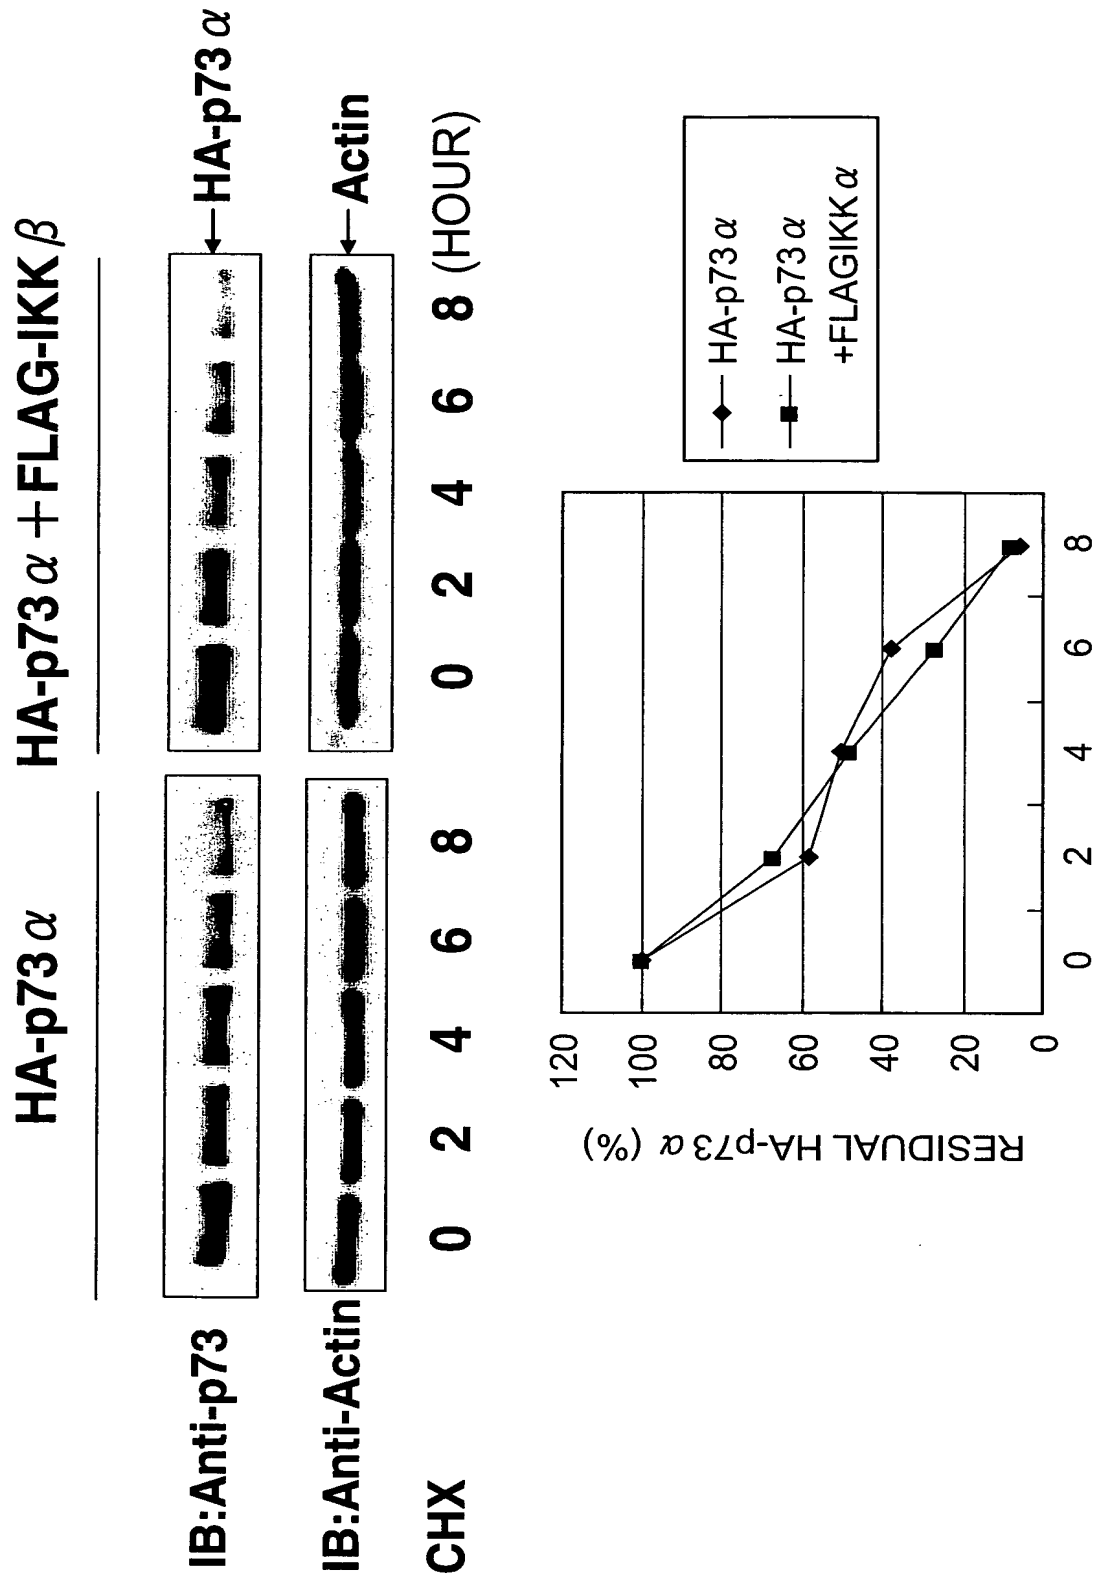 HA-p73α
HA-p73α+FLAG-IKKβ
IB:Anti-p73
HA-p73α
IB:Anti-Actin
Actin
CHX
0 2 4 6 8
0 2 4 6 8 (HOUR)
RESIDUAL HA-p73α (%)
120
100
80
60
40
20
0
0 2 4 6 8
HA-p73α
HA-p73α
+FLAGIKKα